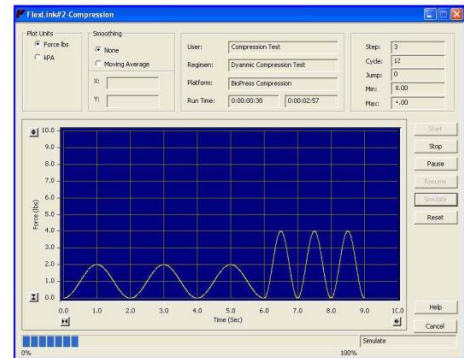 FlexLink#2-Compression
Plot Units
Force lbs
kPA
Smoothing
None
Moving Average
X:
Y:
User: Compression Test
Regimen: Dyannic Compression Test
Platform: BioPress Compression
Run Time: 0:00:00:38 0:00:02:57
Step: 3
Cycle: 12
Jump: 0
Min: 8.00
Max: 4.00
Start
Stop
Pause
Resume
Simulate
Reset
Help
Cancel
Force (lbs)
10.0
9.0
8.0
7.0
6.0
5.0
4.0
3.0
2.0
1.0
0.0
0.0 1.0 2.0 3.0 4.0 5.0 6.0 7.0 8.0 9.0 10.0
Time (Sec)
Simulate
0% 100%